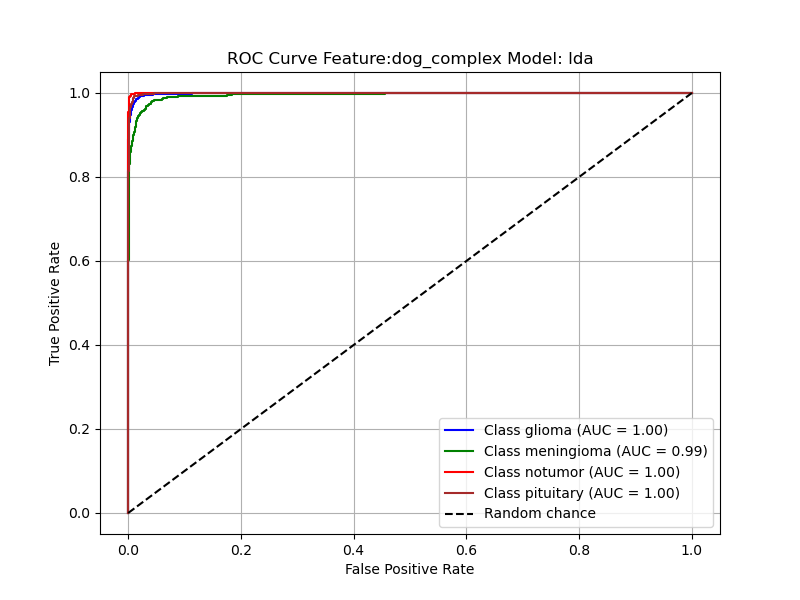 ROC Curve Feature:dog_complex Model: lda
True Positive Rate
1.0
0.8
0.6
0.4
0.2
0.0
Class glioma (AUC = 1.00)
Class meningioma (AUC = 0.99)
Class notumor (AUC = 1.00)
Class pituitary (AUC = 1.00)
Random chance
0.0 0.2 0.4 0.6 0.8 1.0
False Positive Rate